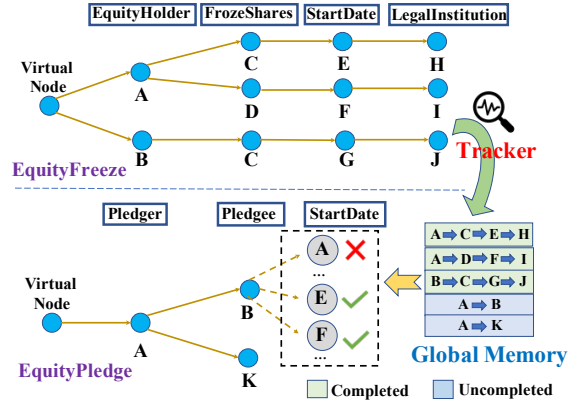 EquityHolder FrozeShares StartDate LegalInstitution
C E H
Virtual
Node
A
D F I
B C G J
EquityFreeze
Tracker
Pledger Pledgee StartDate
A → C → E → H
A → D → F → I
B → C → G → J
A → B
A → K
Global Memory
A
...
Virtual
Node
B
E
A
F
...
K
EquityPledge
Completed Uncompleted